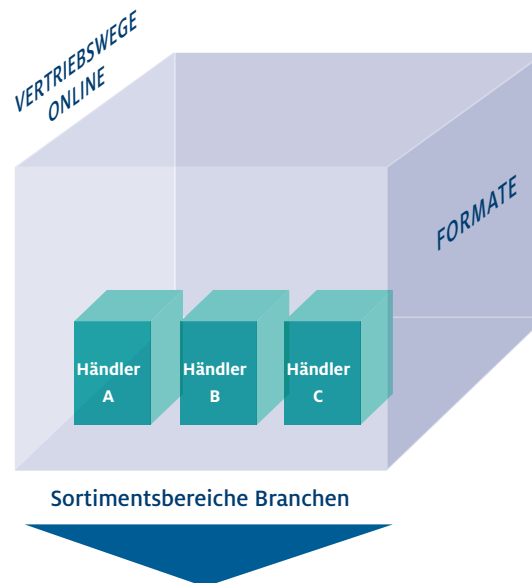 VERTRIEBSWEGE
ONLINE
FORMATE
Händler
A
Händler
B
Händler
C
Sortimentsbereiche Branchen